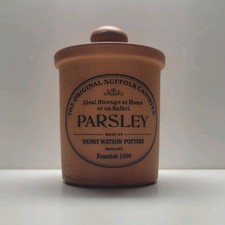 THE ORIGINAL SUFFOLK CANISTER
Ideal Storage at Home
or on Safari
PARSLEY
MADE BY
HENRY WATSON POTTERY
ENGLAND
Founded 1800